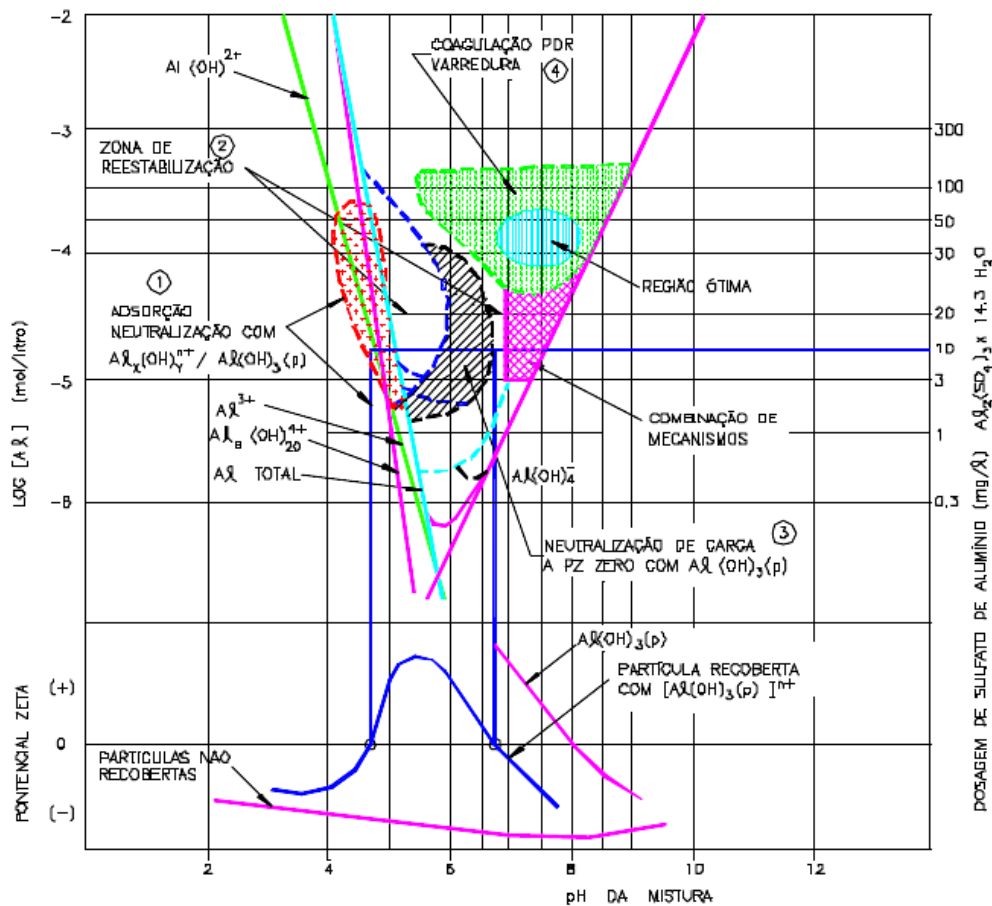 -2
-3
-4
-5
-6
LOG [Aℓ] (mol/litro)
Al (OH)²⁺
ZONA DE
REESTABILIZAÇÃO
2
COAGULAÇÃO POR
VARREDURA
4
1
ADSORÇÃO
NEUTRALIZAÇÃO COM
Aℓₓ(OH)ᵧⁿ⁺ / Aℓ(OH)₃(p)
REGIÃO ÓTIMA
Aℓ³⁺
Aℓ₈ (OH)₂₀⁴⁺
Aℓ TOTAL
COMBINAÇÃO DE
MECANISMOS
Aℓ(OH)₄⁻
NEUTRALIZAÇÃO DE CARGA
A PZ ZERO COM Aℓ (OH)₃(p)
3
300
100
50
30
20
10
3
1
0,3
DOSAGEM DE SULFATO DE ALUMÍNIO (mg/ℓ) Aℓ₂(SO₄)₃ x 14.3 H₂O
PONTENCIAL ZETA
(+)
0
(-)
Aℓ(OH)₃(p)
PARTÍCULA RECOBERTA
COM [Aℓ(OH)₃(p) ]ⁿ⁺
PARTICULAS NAO
RECOBERTAS
2
4
6
8
10
12
pH DA MISTURA